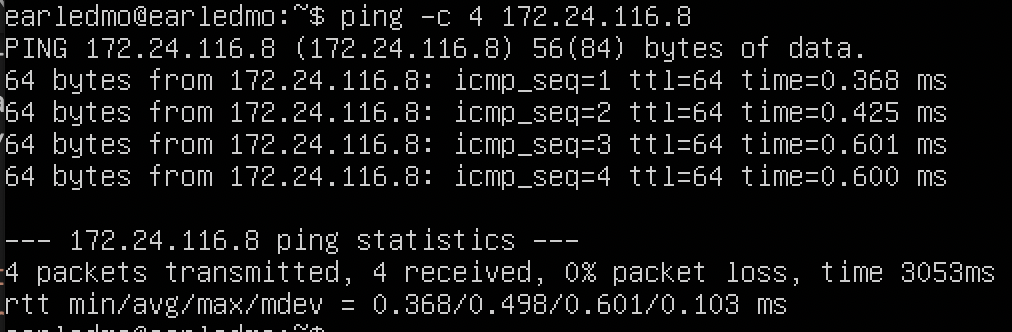 earledmo@earledmo:~$ ping -c 4 172.24.116.8
PING 172.24.116.8 (172.24.116.8) 56(84) bytes of data.
64 bytes from 172.24.116.8: icmp_seq=1 ttl=64 time=0.368 ms
64 bytes from 172.24.116.8: icmp_seq=2 ttl=64 time=0.425 ms
64 bytes from 172.24.116.8: icmp_seq=3 ttl=64 time=0.601 ms
64 bytes from 172.24.116.8: icmp_seq=4 ttl=64 time=0.600 ms
--- 172.24.116.8 ping statistics ---
4 packets transmitted, 4 received, 0% packet loss, time 3053ms
rtt min/avg/max/mdev = 0.368/0.498/0.601/0.103 ms
earledmo@earledmo:~$